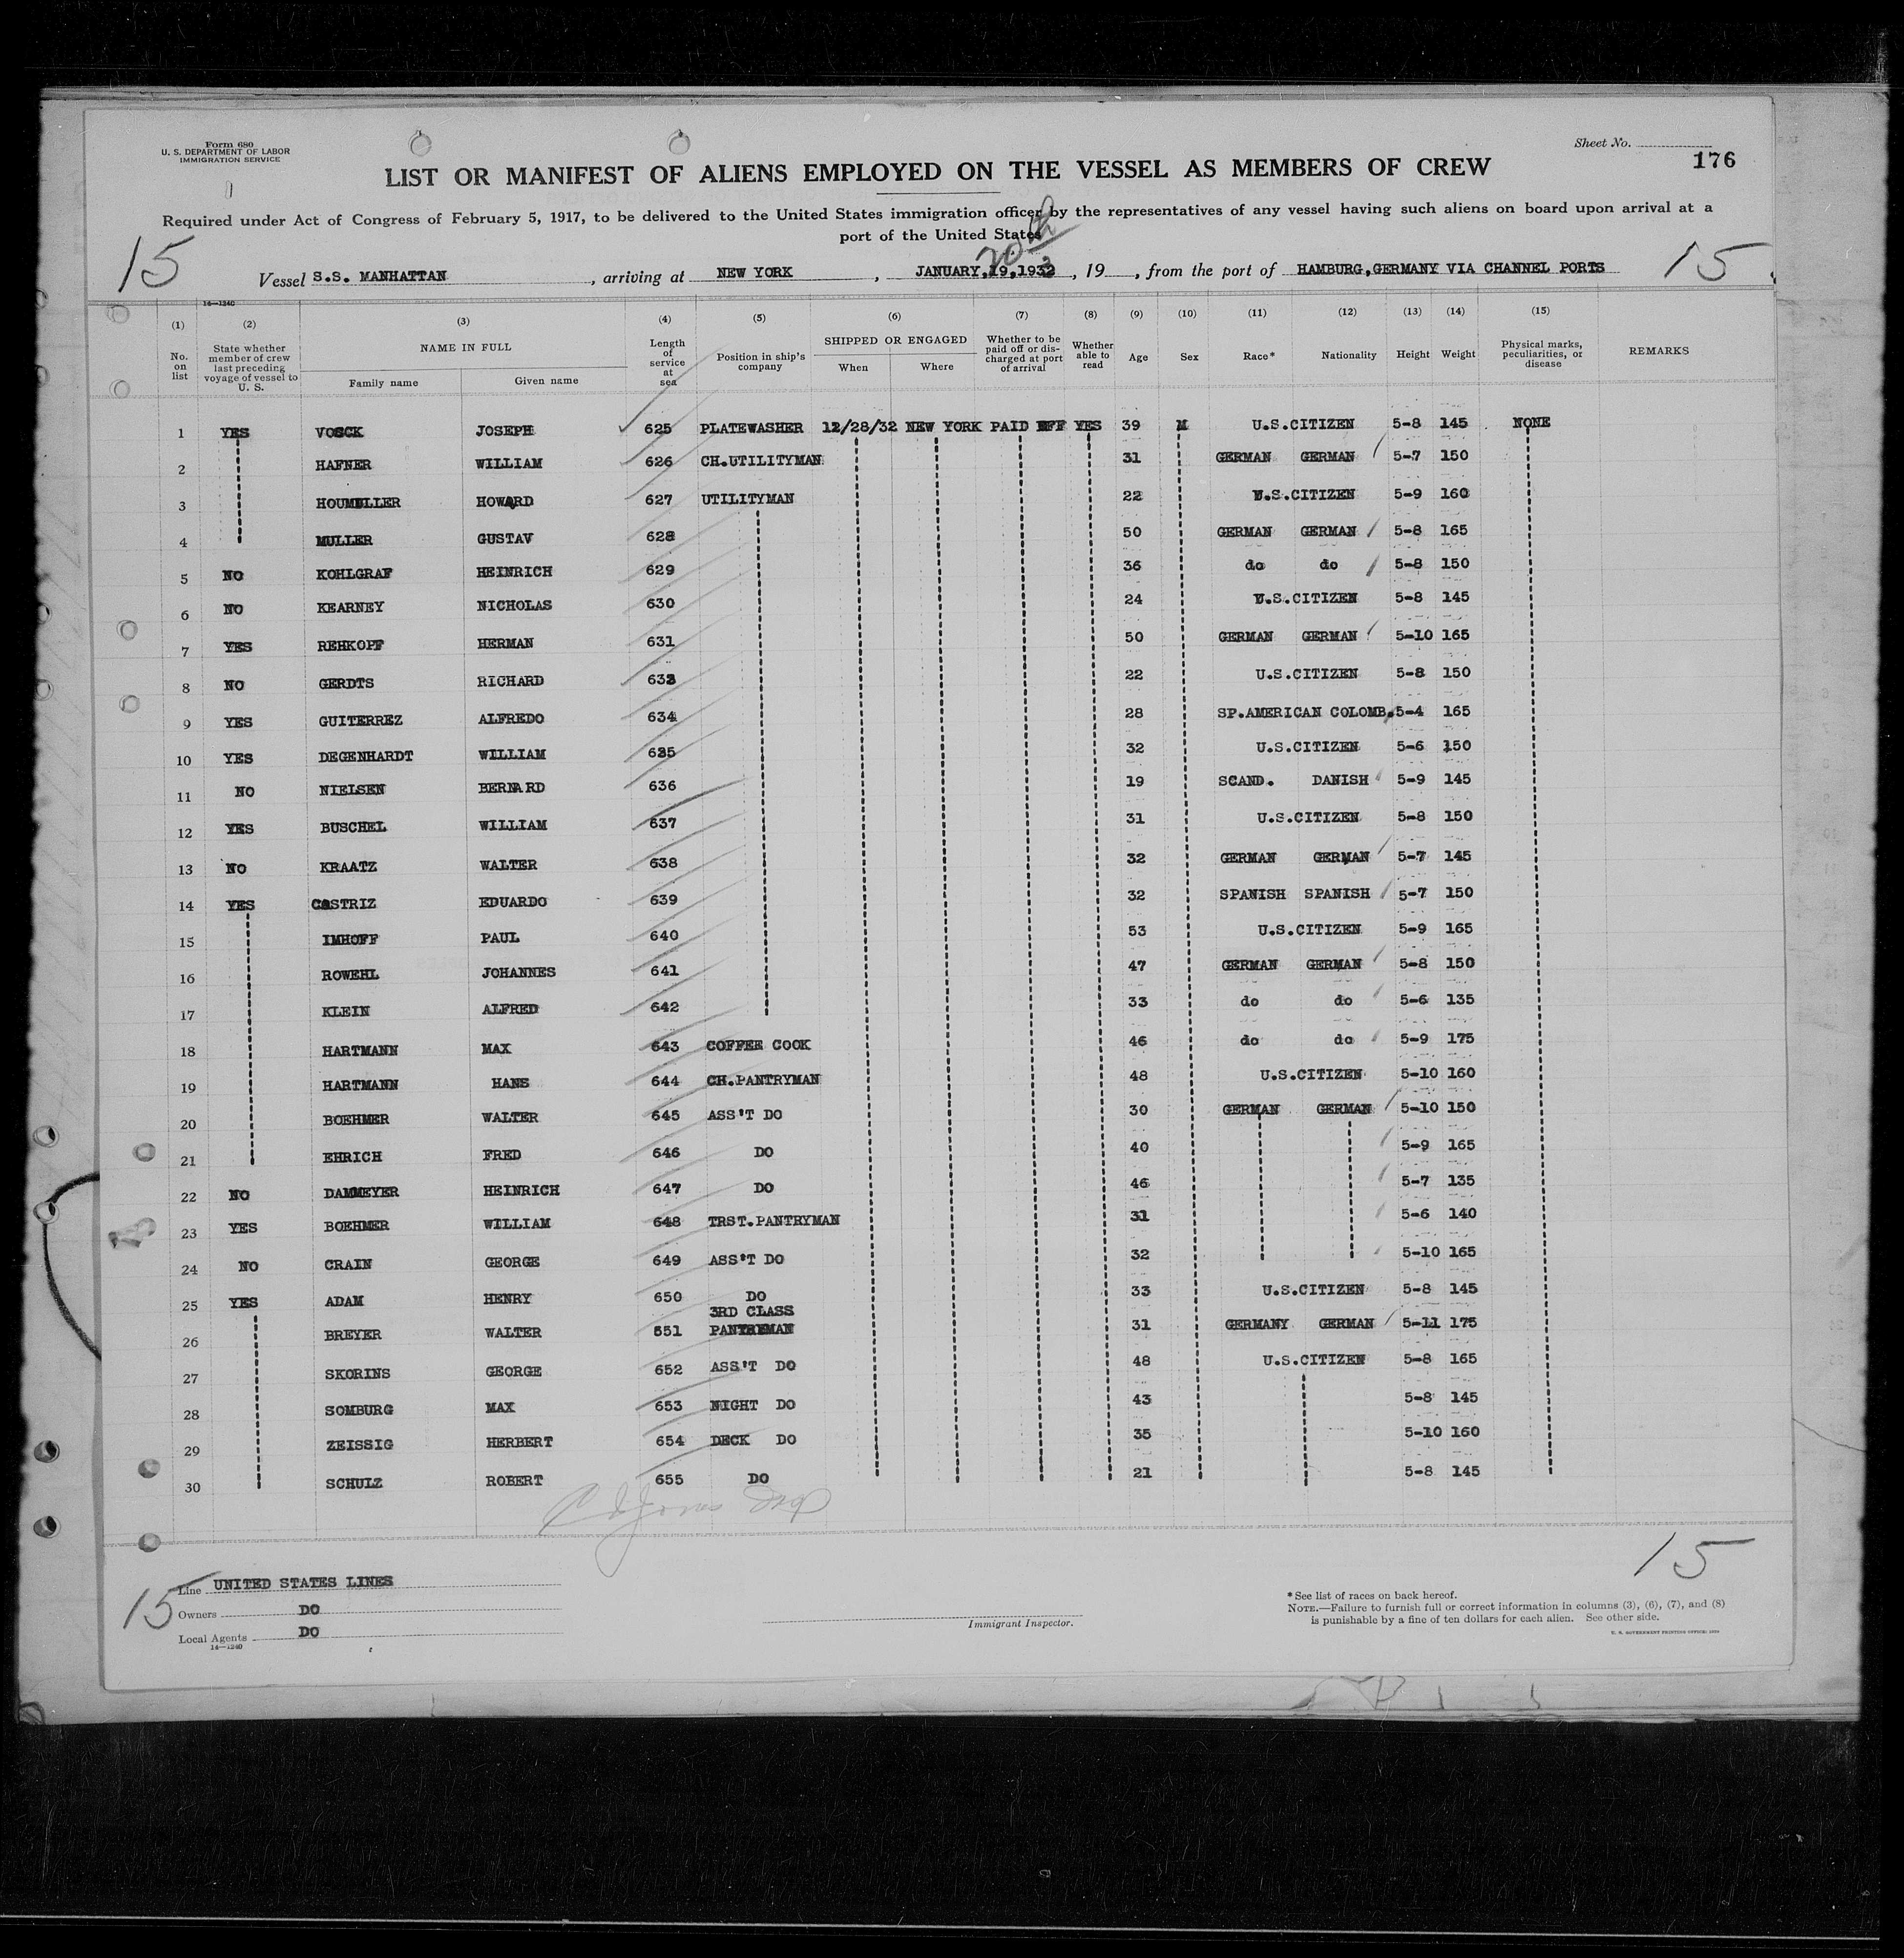 Form 680
U. S. DEPARTMENT OF LABOR
IMMIGRATION SERVICE
Sheet No.
176
LIST OR MANIFEST OF ALIENS EMPLOYED ON THE VESSEL AS MEMBERS OF CREW
Required under Act of Congress of February 5, 1917, to be delivered to the United States immigration officer by the representatives of any vessel having such aliens on board upon arrival at a
port of the United States
20th
15 Vessel S.S. MANHATTAN , arriving at NEW YORK , JANUARY,19,1933 , 19 , from the port of HAMBURG,GERMANY VIA CHANNEL PORTS 15
14—1240
(1) (2) (3) (4) (5) (6) (7) (8) (9) (10) (11) (12) (13) (14) (15)
No. on list State whether member of crew last preceding voyage of vessel to U. S. NAME IN FULL Family name Given name Length of service at sea Position in ship's company SHIPPED OR ENGAGED When Where Whether to be paid off or discharged at port of arrival Whether able to read Age Sex Race* Nationality Height Weight Physical marks, peculiarities, or disease REMARKS
1 YES VOSCK JOSEPH 625 PLATEWASHER 12/28/32 NEW YORK PAID OFF YES 39 M U.S.CITIZEN 5-8 145 NONE
2 HAFNER WILLIAM 626 CH.UTILITYMAN 31 GERMAN GERMAN 5-7 150
3 HOUMULLER HOWARD 627 UTILITYMAN 22 U.S.CITIZEN 5-9 160
4 MULLER GUSTAV 628 50 GERMAN GERMAN 5-8 165
5 NO KOHLGRAF HEINRICH 629 36 do do 5-8 150
6 NO KEARNEY NICHOLAS 630 24 U.S.CITIZEN 5-8 145
7 YES REHKOPF HERMAN 631 50 GERMAN GERMAN 5-10 165
8 NO GERDTS RICHARD 633 22 U.S.CITIZEN 5-8 150
9 YES GUITERREZ ALFREDO 634 28 SP.AMERICAN COLOMB. 5-4 165
10 YES DEGENHARDT WILLIAM 635 32 U.S.CITIZEN 5-6 150
11 NO NIELSEN BERNARD 636 19 SCAND. DANISH 5-9 145
12 YES BUSCHEL WILLIAM 637 31 U.S.CITIZEN 5-8 150
13 NO KRAATZ WALTER 638 32 GERMAN GERMAN 5-7 145
14 YES CASTRIZ EDUARDO 639 32 SPANISH SPANISH 5-7 150
15 IMHOFF PAUL 640 53 U.S.CITIZEN 5-9 165
16 ROWEHL JOHANNES 641 47 GERMAN GERMAN 5-8 150
17 KLEIN ALFRED 642 33 do do 5-6 135
18 HARTMANN MAX 643 COFFEE COOK 46 do do 5-9 175
19 HARTMANN HANS 644 CH.PANTRYMAN 48 U.S.CITIZEN 5-10 160
20 BOEHMER WALTER 645 ASS'T DO 30 GERMAN GERMAN 5-10 150
21 EHRICH FRED 646 DO 40 5-9 165
22 NO DAMMEYER HEINRICH 647 DO 46 5-7 135
23 YES BOEHMER WILLIAM 648 TRST.PANTRYMAN 31 5-6 140
24 NO CRAIN GEORGE 649 ASS'T DO 32 5-10 165
25 YES ADAM HENRY 650 DO 33 U.S.CITIZEN 5-8 145
3RD CLASS
26 BREYER WALTER 651 PANTRYMAN 31 GERMANY GERMAN 5-11 175
27 SKORINS GEORGE 652 ASS'T DO 48 U.S.CITIZEN 5-8 165
28 SOMBURG MAX 653 NIGHT DO 43 5-8 145
29 ZEISSIG HERBERT 654 DECK DO 35 5-10 160
30 SCHULZ ROBERT 655 DO 21 5-8 145
15
15
Line UNITED STATES LINES
Owners DO
Local Agents DO
14—1240
Immigrant Inspector.
* See list of races on back hereof.
NOTE.—Failure to furnish full or correct information in columns (3), (6), (7), and (8)
is punishable by a fine of ten dollars for each alien. See other side.